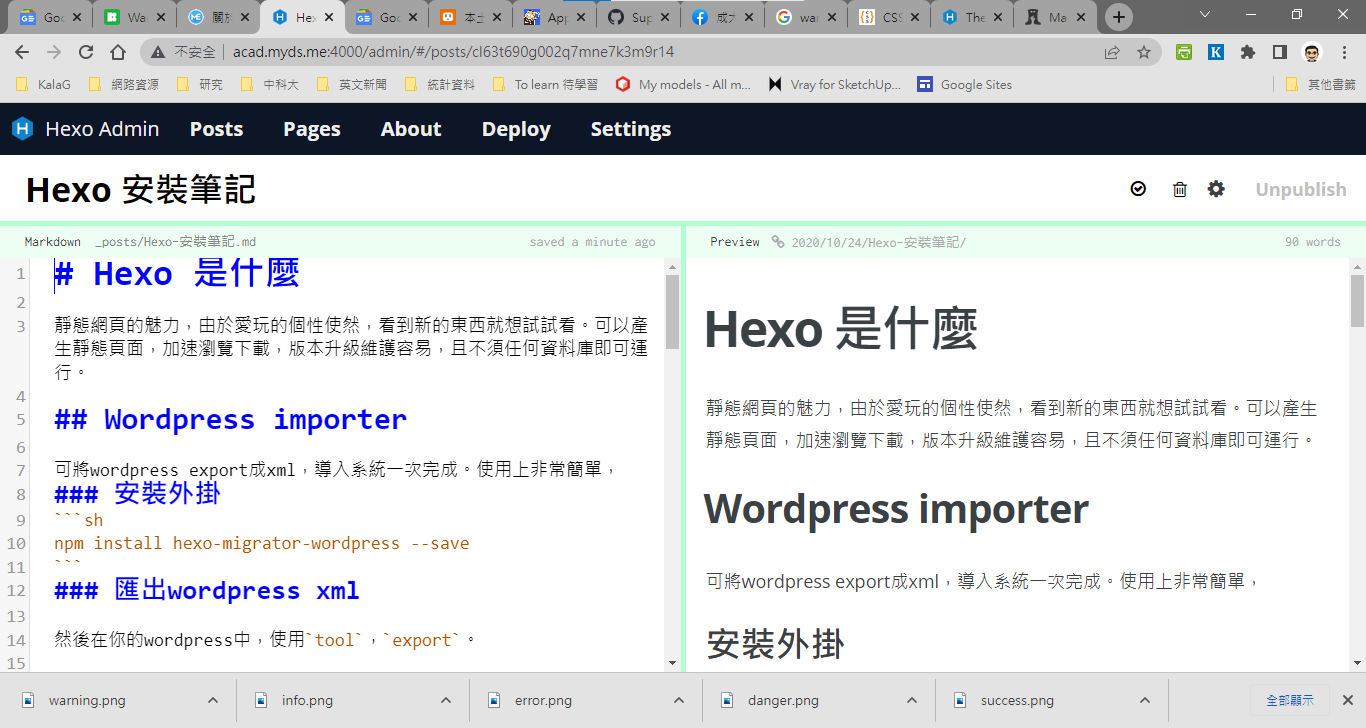 Goo
Wa
關於
Hex
Goo
本土
App
Sup
成大
wa
CSS
The
Ma
不安全 | acad.myds.me:4000/admin/#/posts/cl63t690g002q7mne7k3m9r14
KalaG 網路資源 研究 中科大 英文新聞 統計資料 To learn 待學習 My models - All m... Vray for SketchUp... Google Sites 其他書籤
Hexo Admin Posts Pages About Deploy Settings
Hexo 安裝筆記 Unpublish
Markdown _posts/Hexo-安裝筆記.md saved a minute ago
1 # Hexo 是什麼
2
3 靜態網頁的魅力，由於愛玩的個性使然，看到新的東西就想試試看。可以產
生靜態頁面，加速瀏覽下載，版本升級維護容易，且不須任何資料庫即可運
行。
4
5 ## Wordpress importer
6
7 可將wordpress export成xml，導入系統一次完成。使用上非常簡單，
8 ### 安裝外掛
9 ```sh
10 npm install hexo-migrator-wordpress --save
11 ```
12 ### 匯出wordpress xml
13
14 然後在你的wordpress中，使用`tool`，`export`。
15
Preview 2020/10/24/Hexo-安裝筆記/ 90 words
Hexo 是什麼
靜態網頁的魅力，由於愛玩的個性使然，看到新的東西就想試試看。可以產生
靜態頁面，加速瀏覽下載，版本升級維護容易，且不須任何資料庫即可運行。
Wordpress importer
可將wordpress export成xml，導入系統一次完成。使用上非常簡單，
安裝外掛
warning.png info.png error.png danger.png success.png 全部顯示